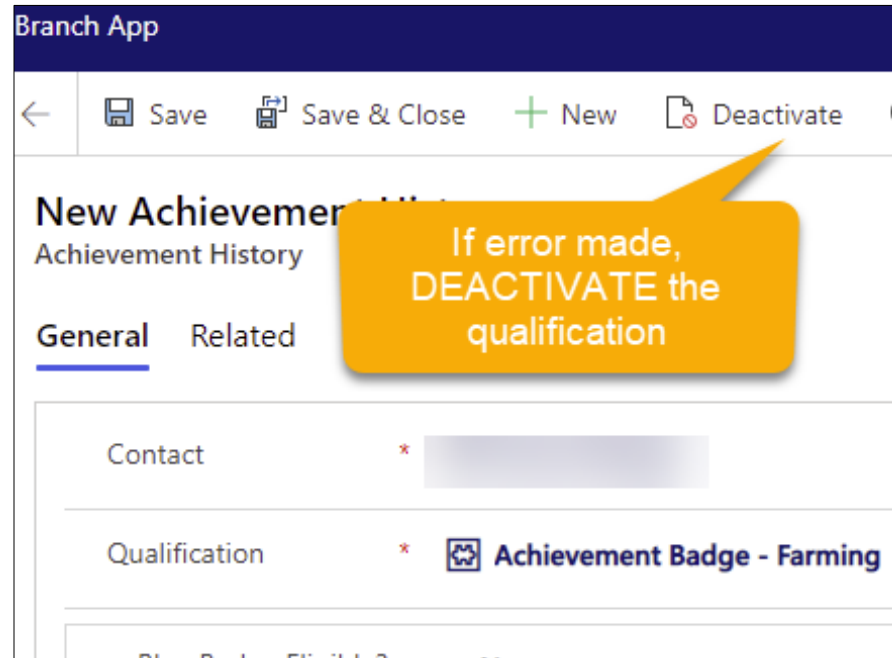 Branch App
Save Save & Close New Deactivate
New Achievement
Achievement History
If error made,
DEACTIVATE the
qualification
General Related
Contact *
Qualification * Achievement Badge - Farming